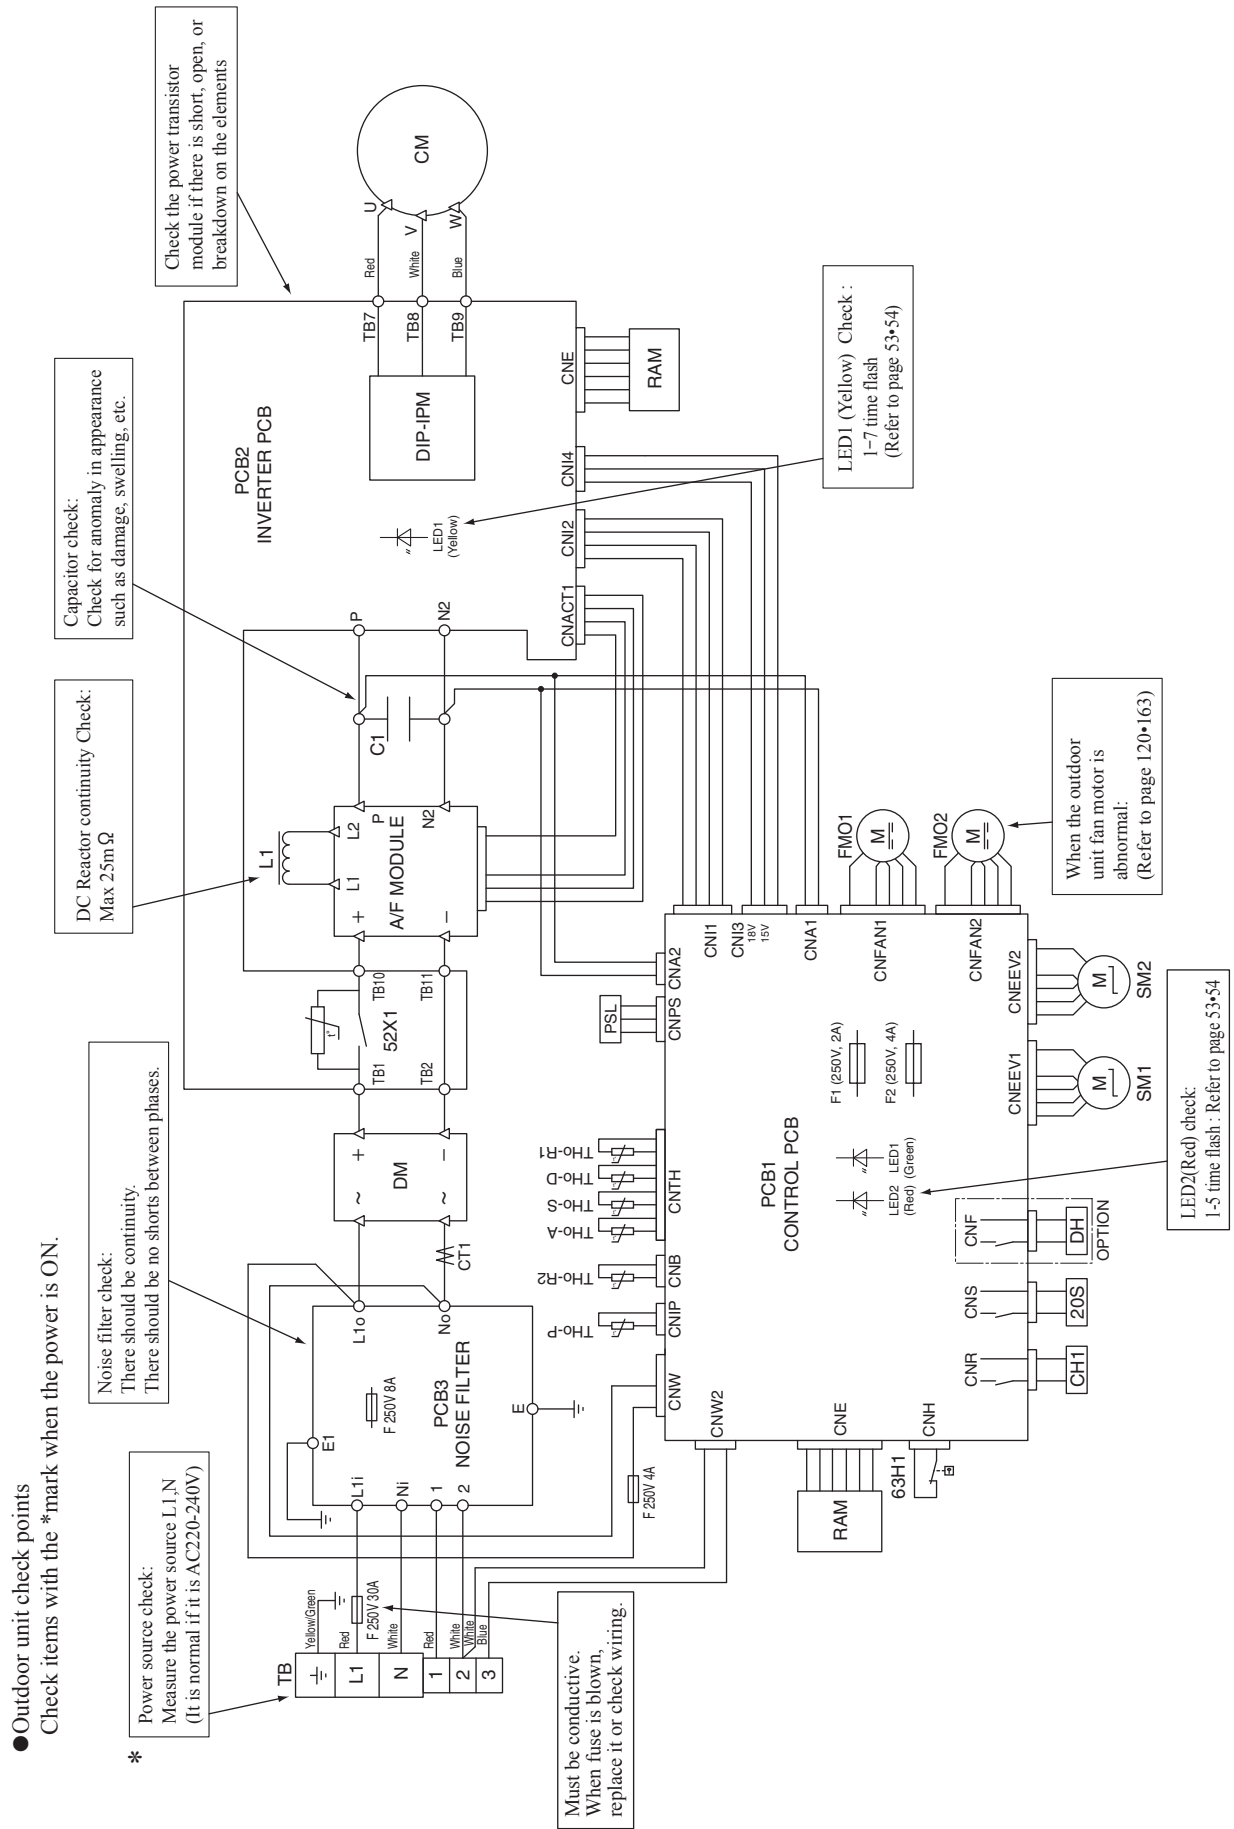 ●Outdoor unit check points
Check items with the *mark when the power is ON.
*
Power source check:
Measure the power source L1,N
(It is normal if it is AC220-240V)
Noise filter check:
There should be continuity.
There should be no shorts between phases.
DC Reactor continuity Check:
Max 25m Ω
Capacitor check:
Check for anomaly in appearance
such as damage, swelling, etc.
Check the power transistor
module if there is short, open, or
breakdown on the elements
TB
Yellow/Green
L1
Red
F 250V 30A
N
White
1
Red
2
White
White
3
Blue
Must be conductive.
When fuse is blown,
replace it or check wiring.
E1
L1i
Ni
1
2
F 250V 8A
PCB3
NOISE FILTER
L1o
No
E
F 250V 4A
CT1
~
+
DM
~
−
TB1
TB2
t°
52X1
TB10
TB11
L1
L1
L2
+
P
A/F MODULE
−
N2
C1
P
N2
PCB2
INVERTER PCB
LED1
(Yellow)
DIP-IPM
TB7
TB8
TB9
Red
White
Blue
U
V
W
CM
CNACT1
CNI2
CNI4
CNE
RAM
LED1 (Yellow) Check :
1−7 time flash
(Refer to page 53•54)
THo-P
THo-R2
THo-A
THo-S
THo-D
THo-R1
PSL
CNW2
CNW
CNIP
CNB
CNTH
CNPS
CNA2
PCB1
CONTROL PCB
LED2
(Red)
LED1
(Green)
F1 (250V, 2A)
F2 (250V, 4A)
CNI1
CNI3
18V
15V
CNA1
CNFAN1
CNFAN2
FMO1
M
FMO2
M
When the outdoor
unit fan motor is
abnormal:
(Refer to page 120•163)
CNE
RAM
CNH
63H1
CNR
CH1
CNS
20S
CNF
DH
OPTION
CNEEV1
M
SM1
CNEEV2
M
SM2
LED2(Red) check:
1-5 time flash : Refer to page 53•54